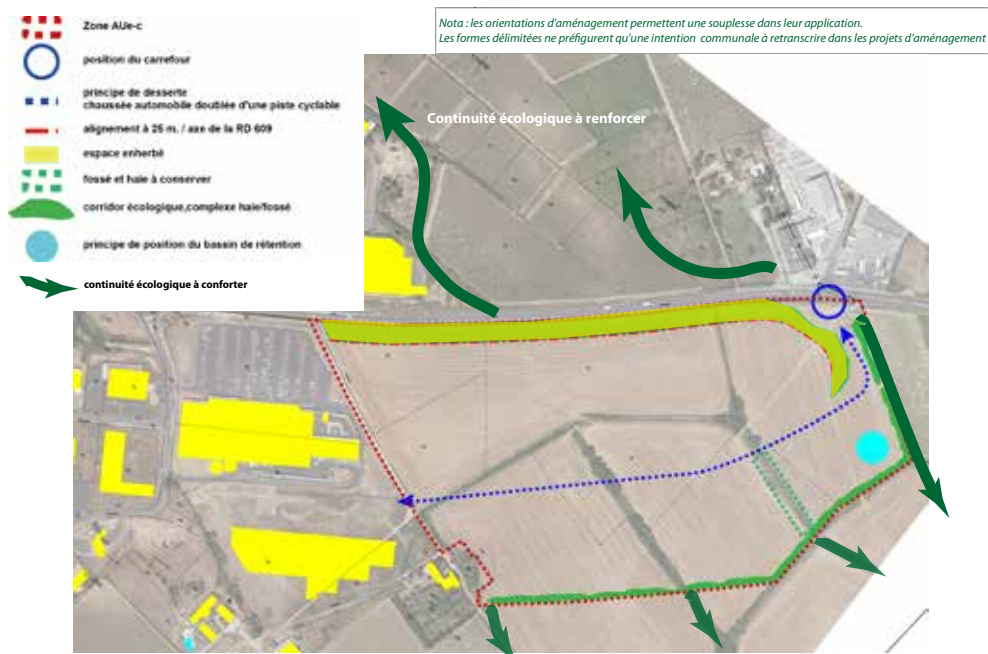 Zone AUe-c
position du carrefour
principe de desserte
chaussée automobile doublée d'une piste cyclable
alignement à 25 m. / axe de la RD 609
espace enherbé
fossé et haie à conserver
corridor écologique,complexe haie/fossé
principe de position du bassin de rétention
continuité écologique à conforter
Nota : les orientations d'aménagement permettent une souplesse dans leur application.
Les formes délimitées ne préfigurent qu'une intention communale à retranscrire dans les projets d'aménagement
Continuité écologique à renforcer